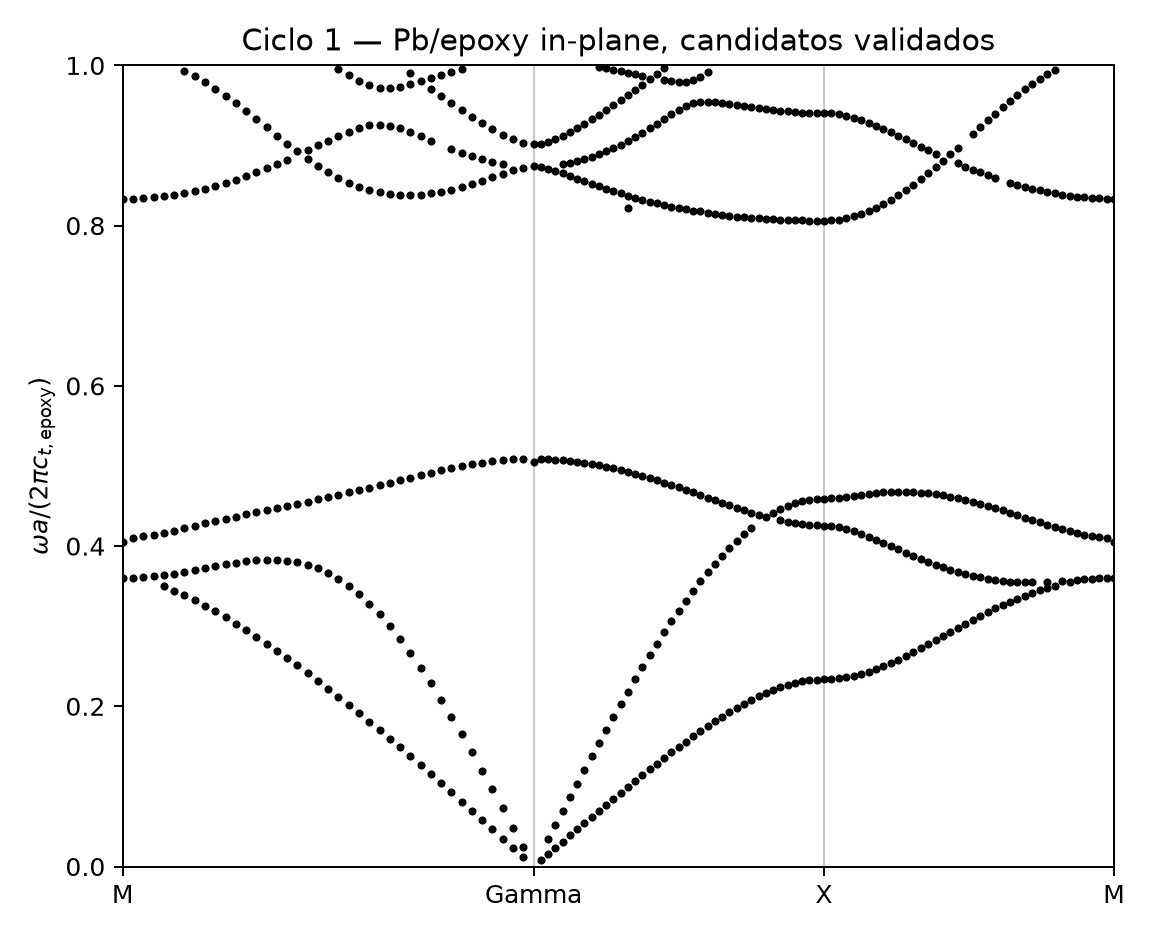 Ciclo 1 — Pb/epoxy in-plane, candidatos validados
1.0
0.8
0.6
0.4
0.2
0.0
ωa/(2πc_{t, epoxy})
M Gamma X M